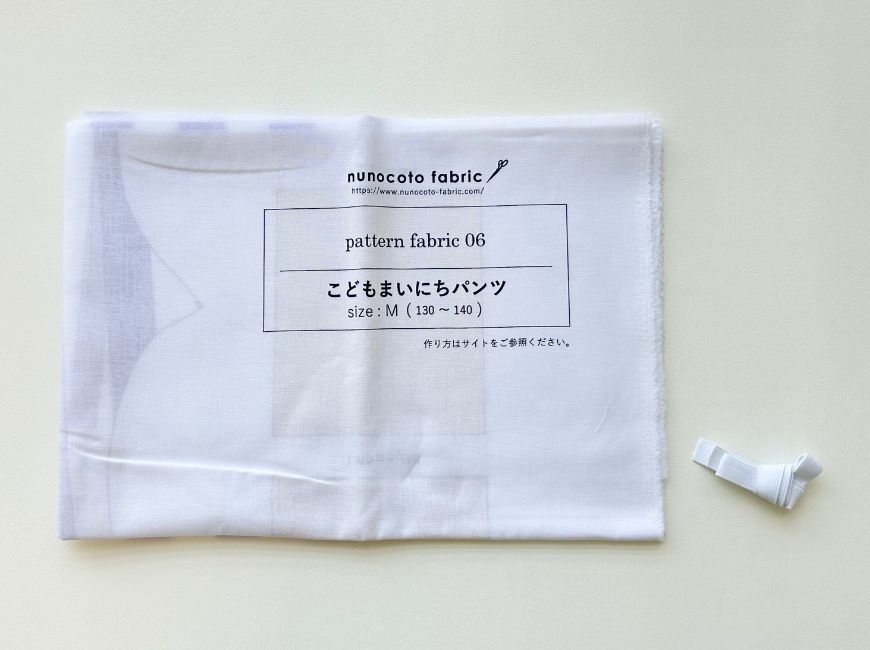 nunocoto fabric
https://www.nunocoto-fabric.com/
pattern fabric 06
こどもまいにちパンツ
size : M ( 130 〜 140 )
作り方はサイトをご参照ください。